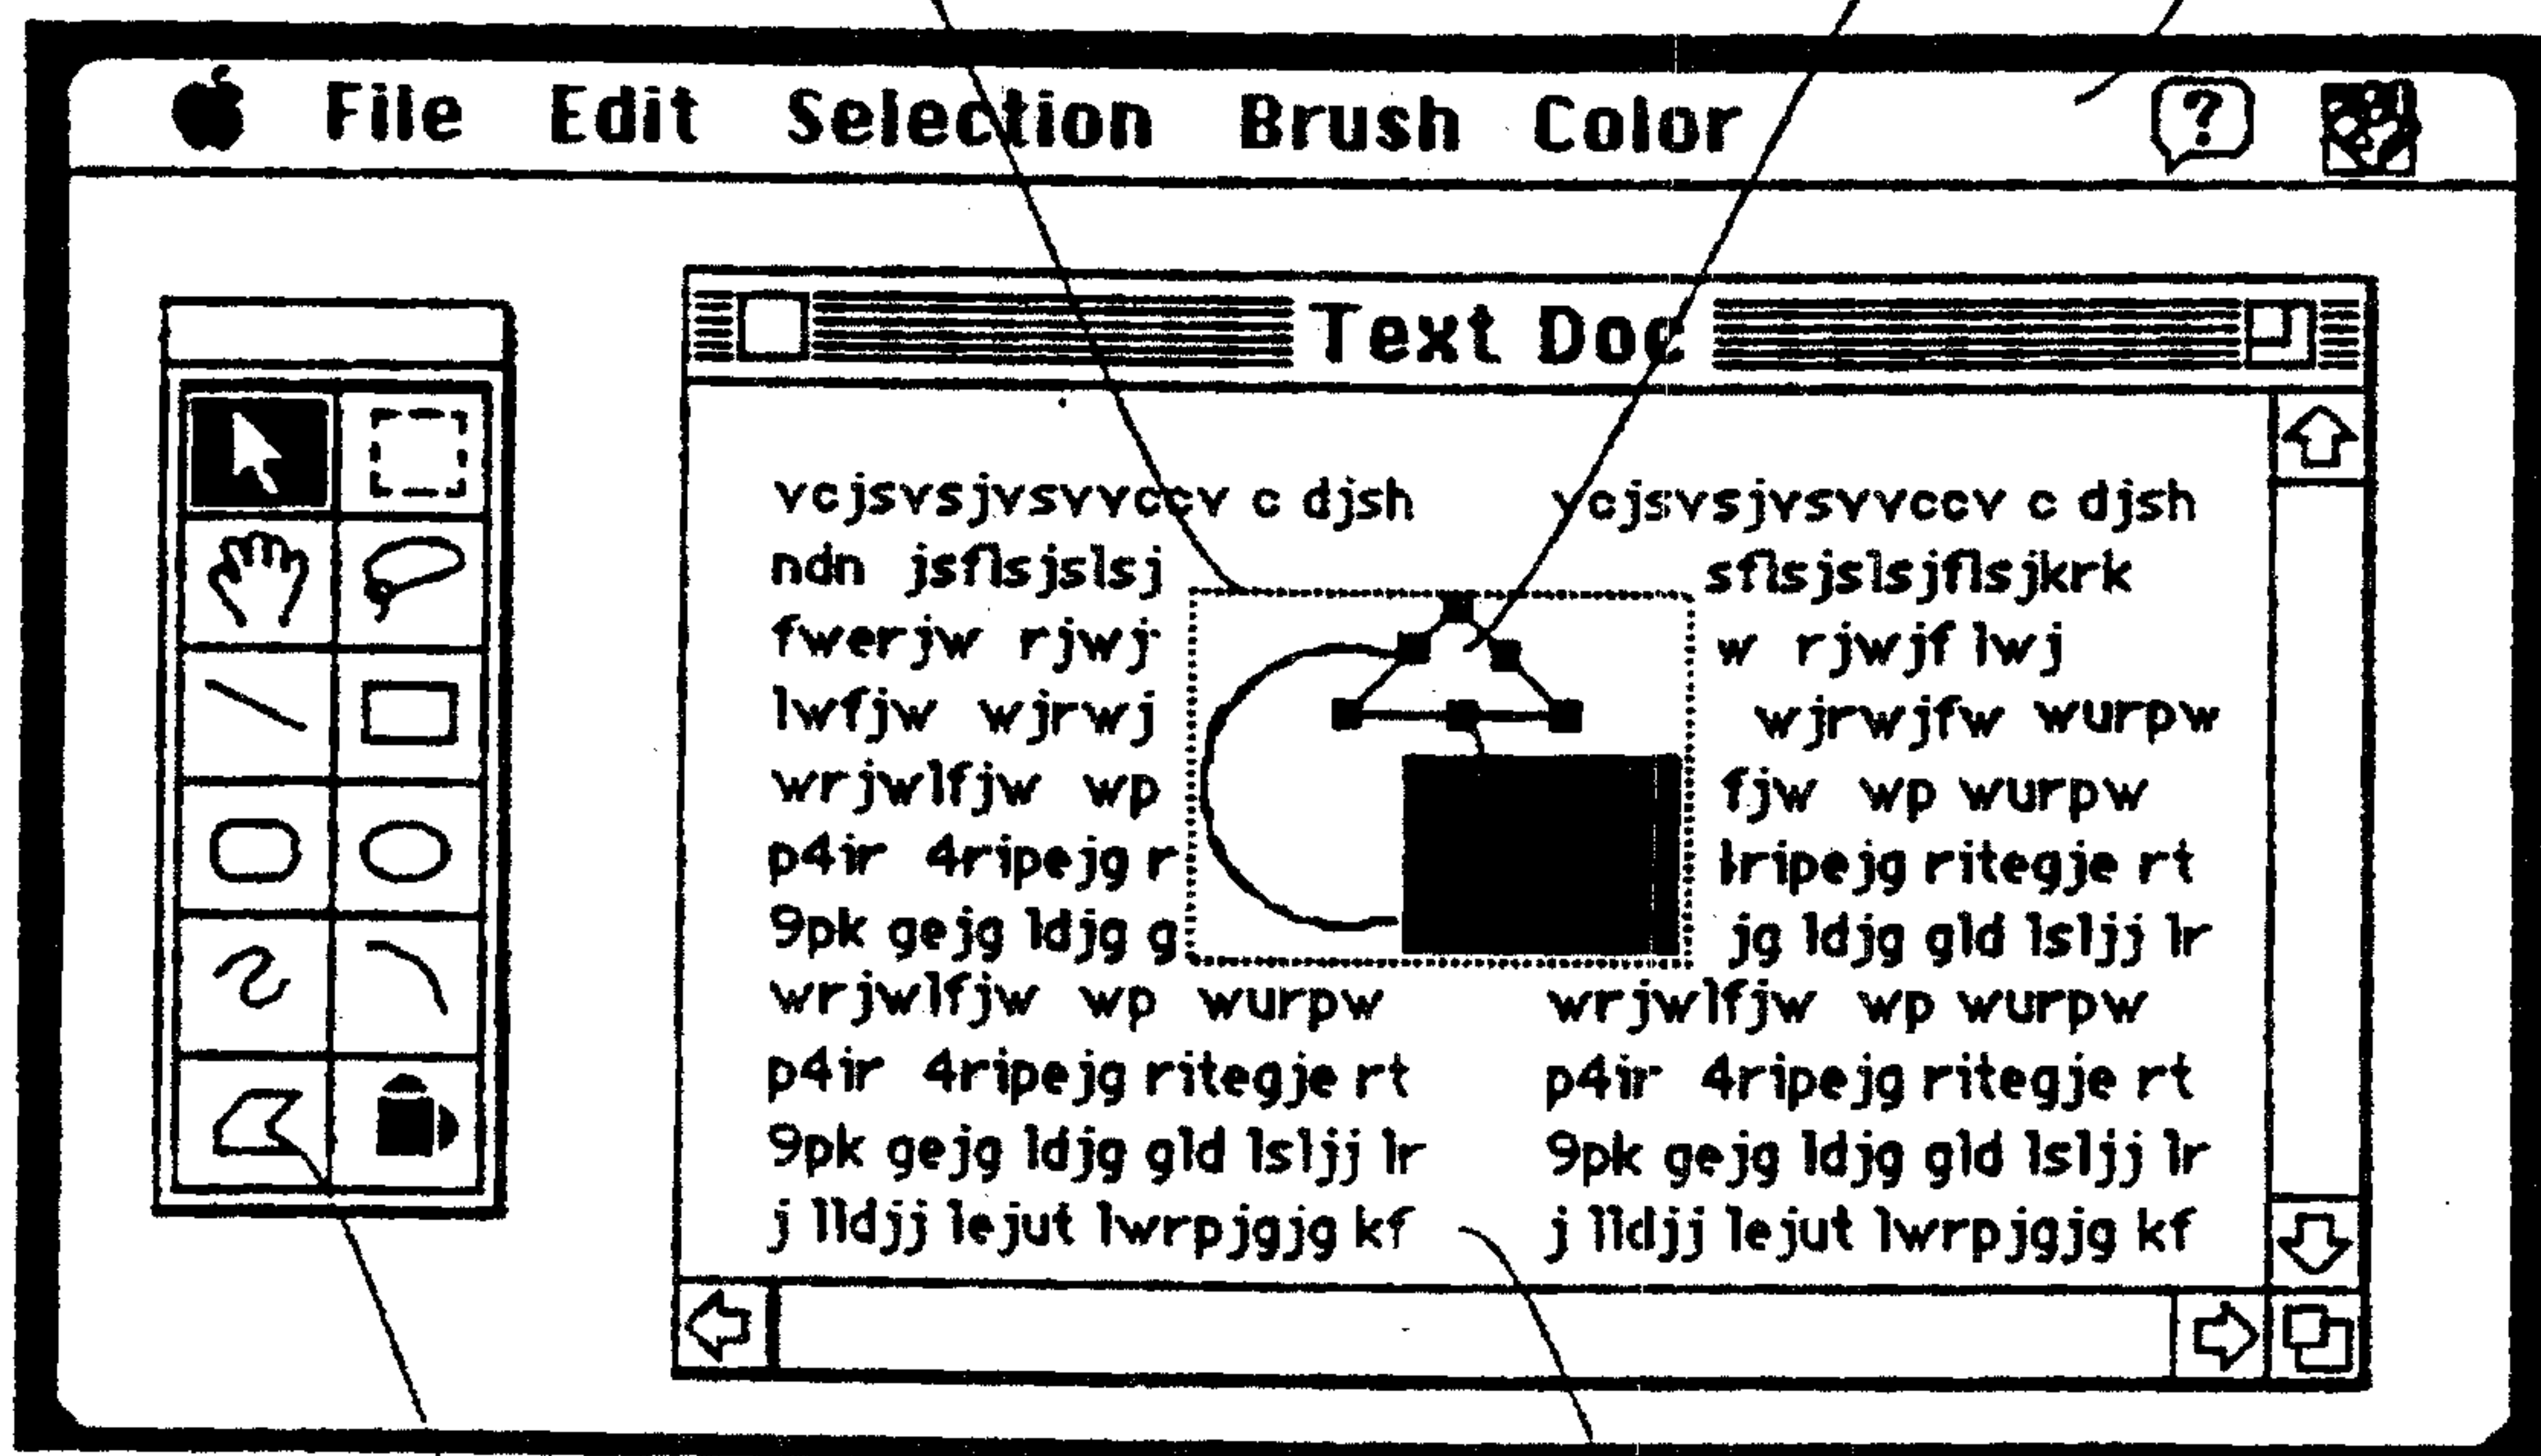 File Edit Selection Brush Color ?
Text Doc
vcjsvsjvsvvccv c djsh vcjsvsjvsvvccv c djsh
ndn jsflsjslsj sflsjslsjflsjkrk
fwerjw rjwj w rjwjf lwj
lwfjw wjrwj wjrwjfw wurpw
wrjwlfjw wp fjw wp wurpw
p4ir 4ripejg r ripejg ritegje rt
9pk gejg ldjg g jg ldjg gld lsljj lr
wrjwlfjw wp wurpw wrjwlfjw wp wurpw
p4ir 4ripejg ritegje rt p4ir 4ripejg ritegje rt
9pk gejg ldjg gld lsljj lr 9pk gejg ldjg gld lsljj lr
j lldjj lejut lwrpjgjg kf j lldjj lejut lwrpjgjg kf